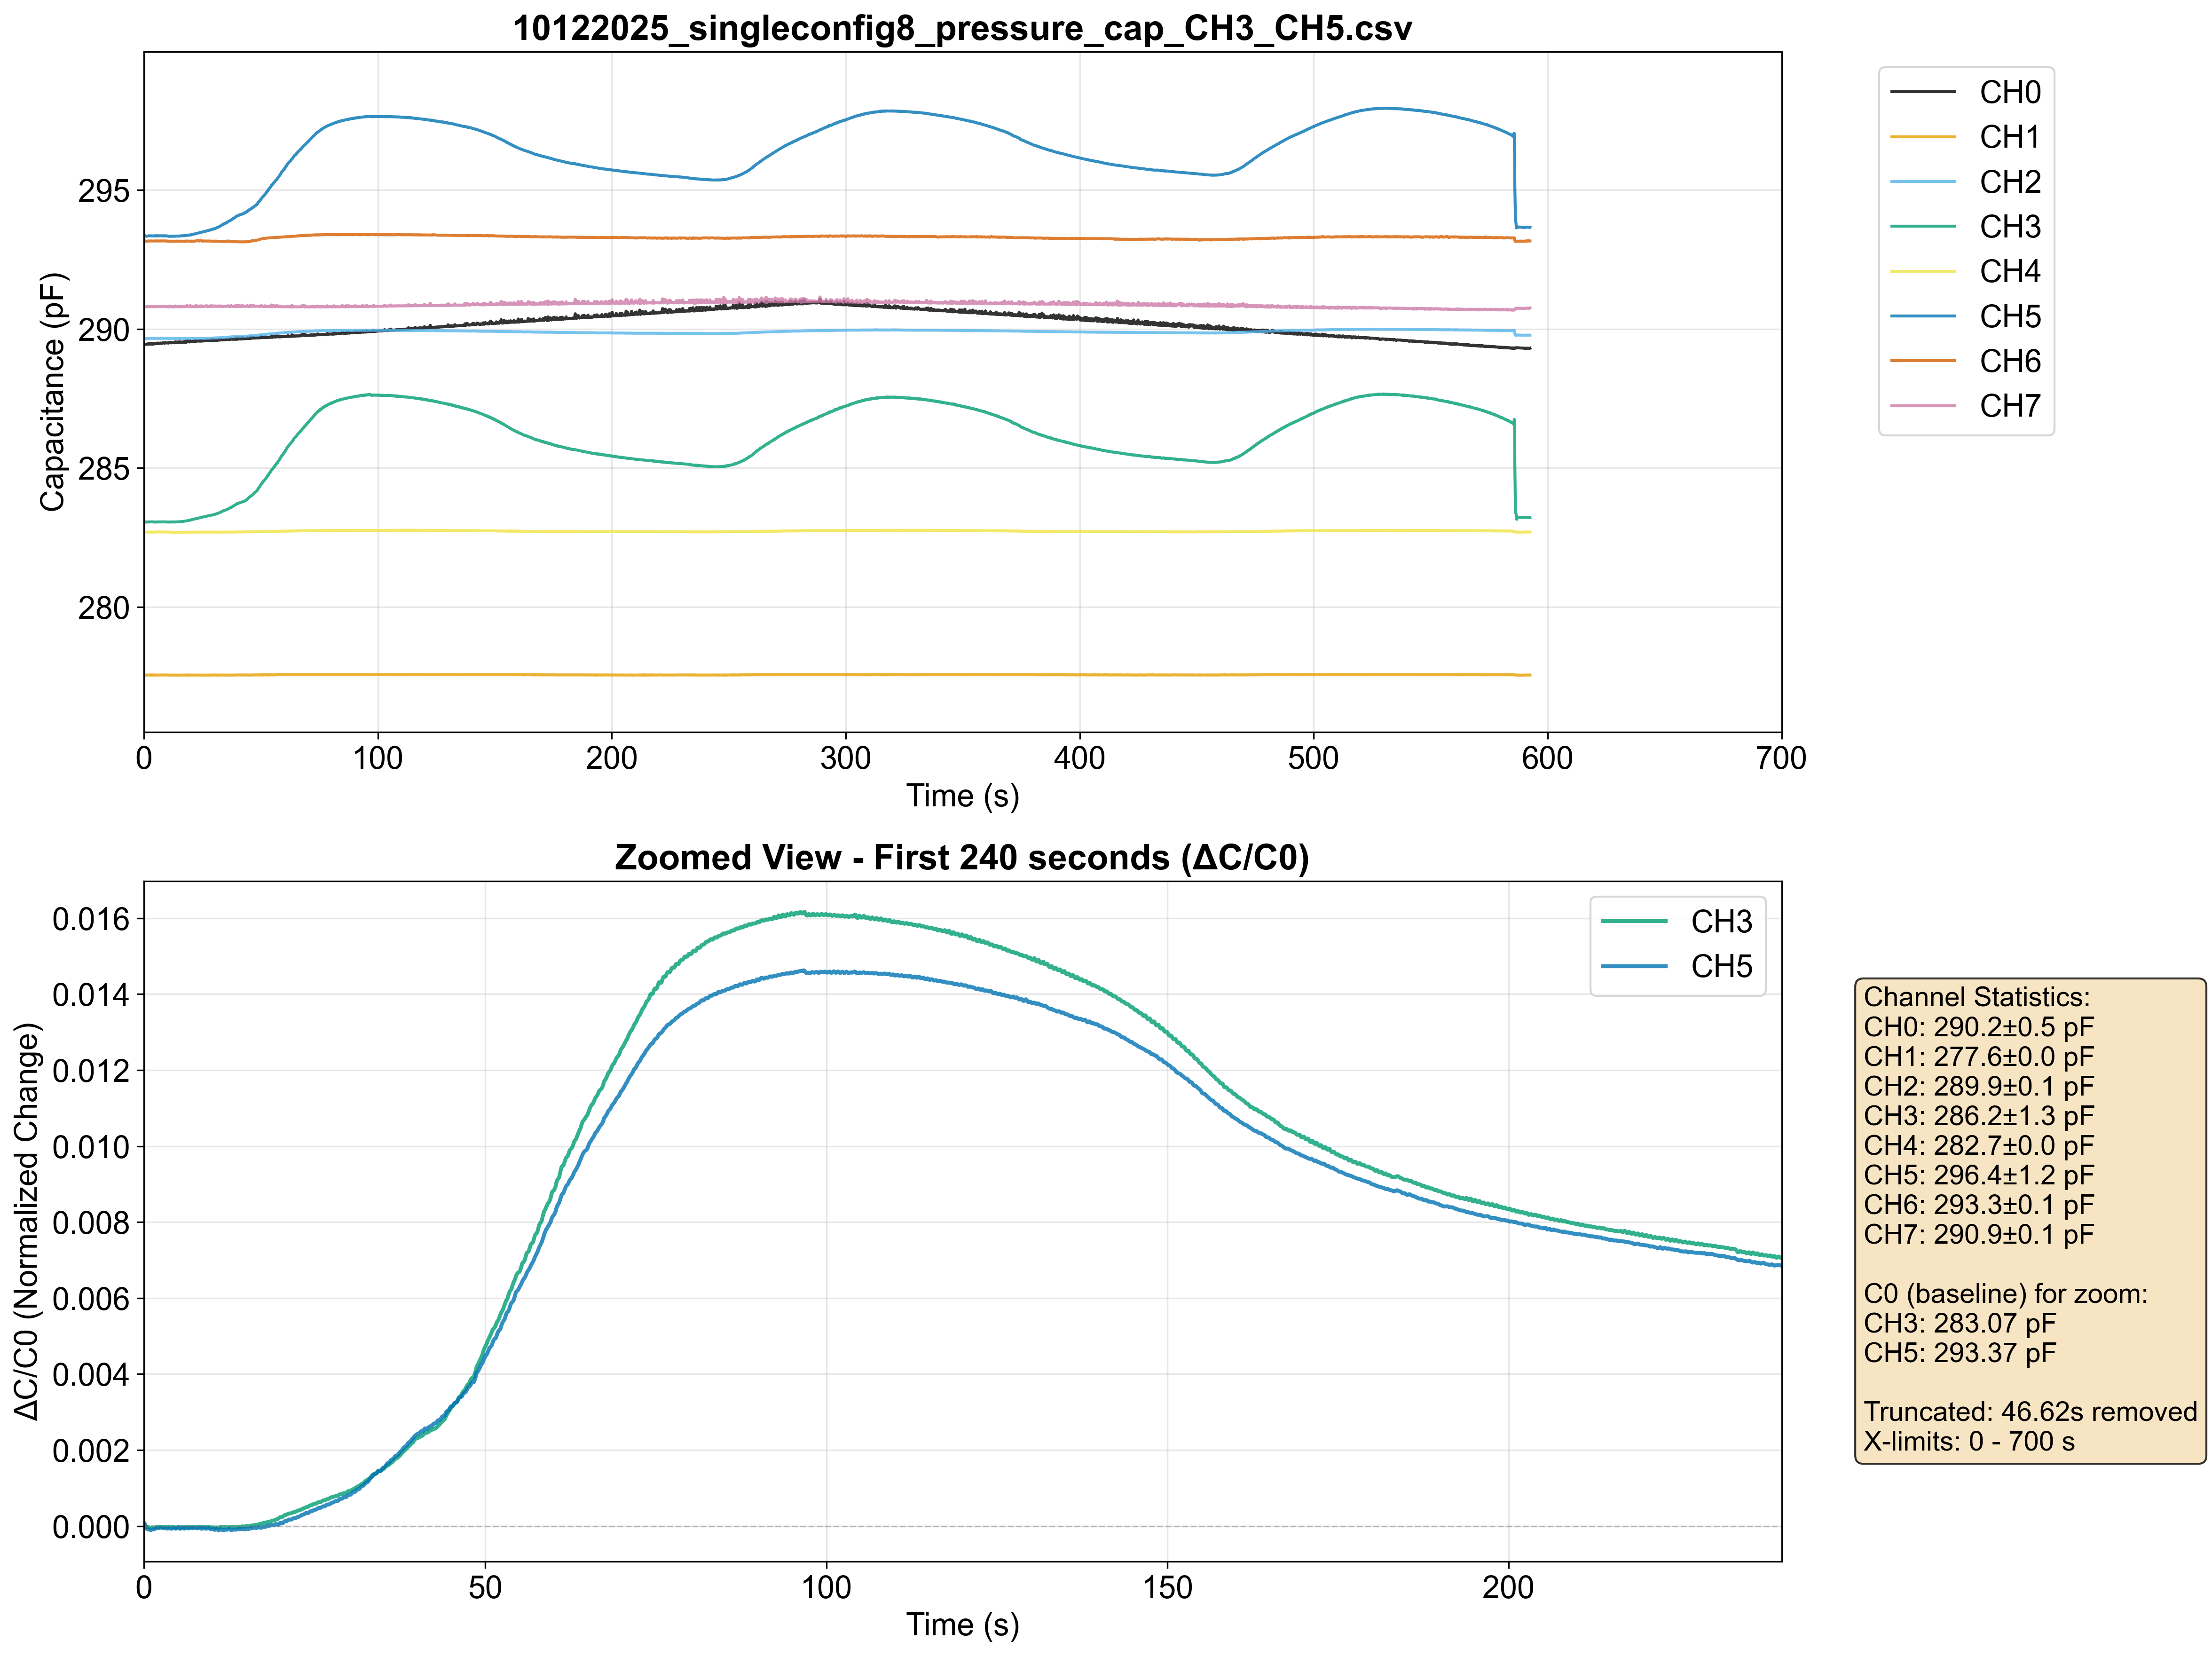 10122025_singleconfig8_pressure_cap_CH3_CH5.csv
Capacitance (pF)
295
290
285
280
0 100 200 300 400 500 600 700
Time (s)
CH0
CH1
CH2
CH3
CH4
CH5
CH6
CH7
Zoomed View - First 240 seconds (ΔC/C0)
ΔC/C0 (Normalized Change)
0.016
0.014
0.012
0.010
0.008
0.006
0.004
0.002
0.000
0 50 100 150 200
Time (s)
CH3
CH5
Channel Statistics:
CH0: 290.2±0.5 pF
CH1: 277.6±0.0 pF
CH2: 289.9±0.1 pF
CH3: 286.2±1.3 pF
CH4: 282.7±0.0 pF
CH5: 296.4±1.2 pF
CH6: 293.3±0.1 pF
CH7: 290.9±0.1 pF
C0 (baseline) for zoom:
CH3: 283.07 pF
CH5: 293.37 pF
Truncated: 46.62s removed
X-limits: 0 - 700 s